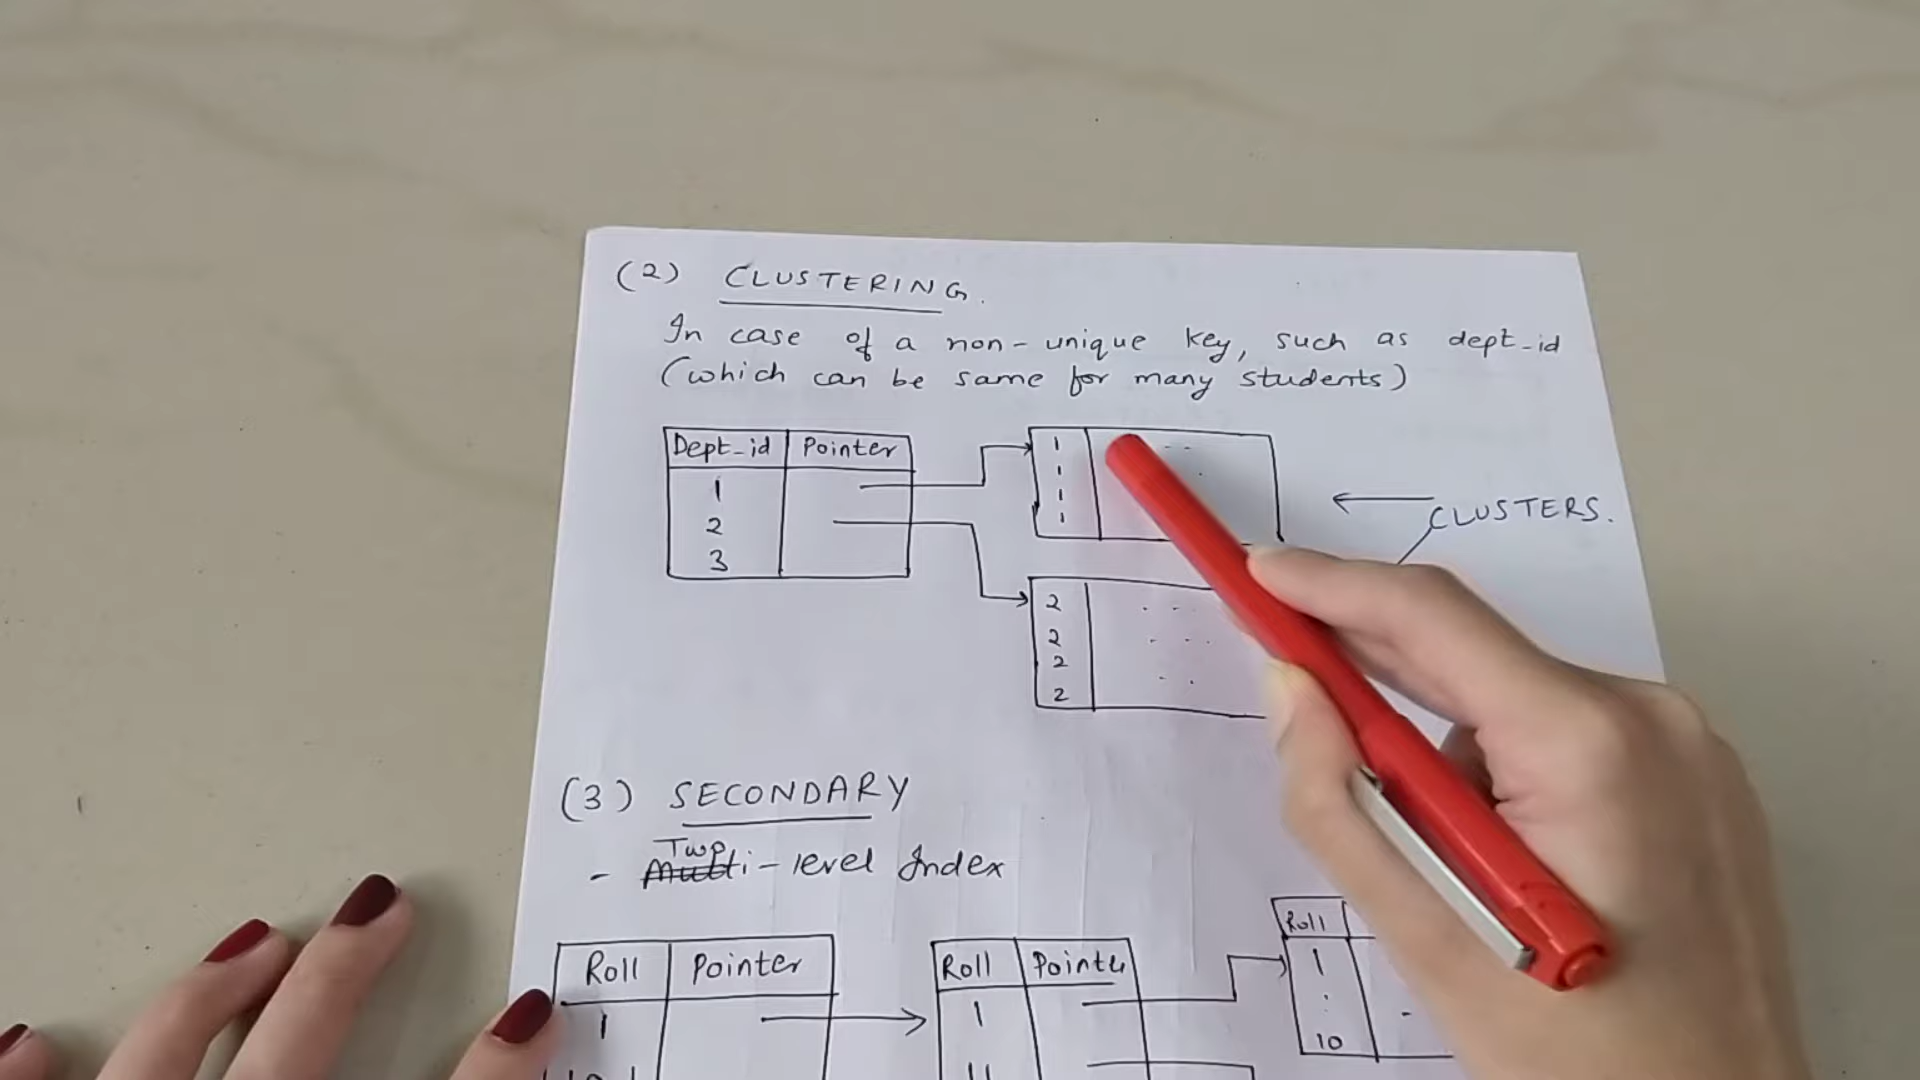 (2) CLUSTERING.
In case of a non-unique key, such as dept_id
(which can be same for many students)
Dept_id Pointer
1
2
3
1
1
1
1
CLUSTERS.
2
2
2
2
(3) SECONDARY
- Two-level Index
Roll Pointer
1
Roll Pointer
1
11
Roll
1
10